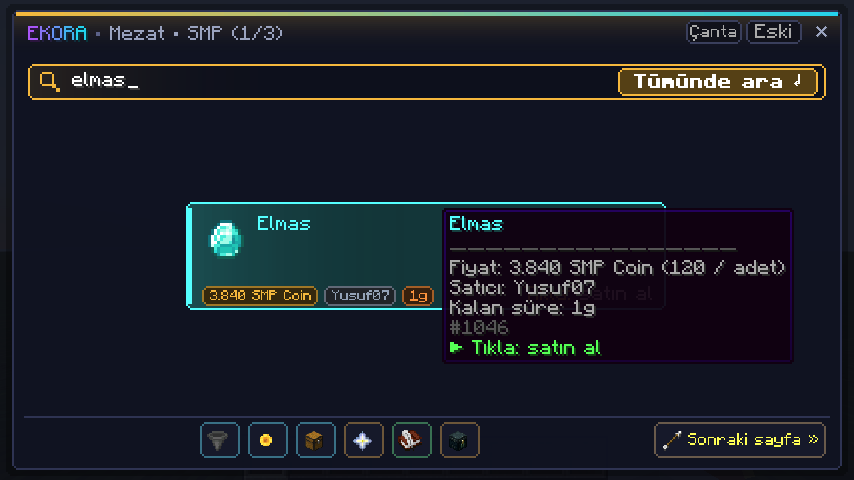 EKORA • Mezat • SMP (1/3)
Çanta
Eski
×
elmas_
Tümünde ara ↲
Elmas
3.840 SMP Coin
Yusuf07
1g
Elmas
Fiyat: 3.840 SMP Coin (120 / adet)
Satıcı: Yusuf07
Kalan süre: 1g
#1046
► Tıkla: satın al
Sonraki sayfa »